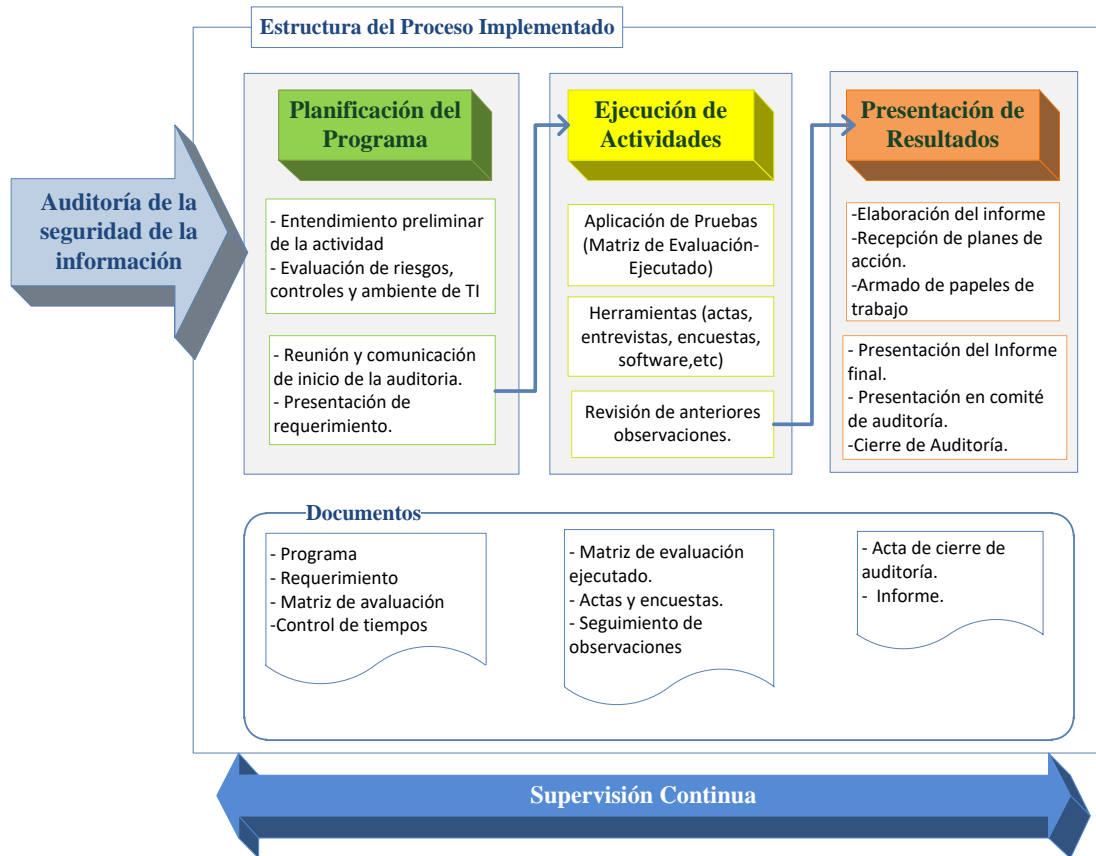 Estructura del Proceso Implementado
Auditoría de la
seguridad de la
información
Planificación del
Programa
- Entendimiento preliminar
de la actividad
- Evaluación de riesgos,
controles y ambiente de TI
- Reunión y comunicación
de inicio de la auditoria.
- Presentación de
requerimiento.
Ejecución de
Actividades
Aplicación de Pruebas
(Matriz de Evaluación-
Ejecutado)
Herramientas (actas,
entrevistas, encuestas,
software,etc)
Revisión de anteriores
observaciones.
Presentación de
Resultados
-Elaboración del informe
-Recepción de planes de
acción.
-Armado de papeles de
trabajo
- Presentación del Informe
final.
- Presentación en comité
de auditoría.
-Cierre de Auditoría.
Documentos
- Programa
- Requerimiento
- Matriz de avaluación
-Control de tiempos
- Matriz de evaluación
ejecutado.
- Actas y encuestas.
- Seguimiento de
observaciones
- Acta de cierre de
auditoría.
- Informe.
Supervisión Continua